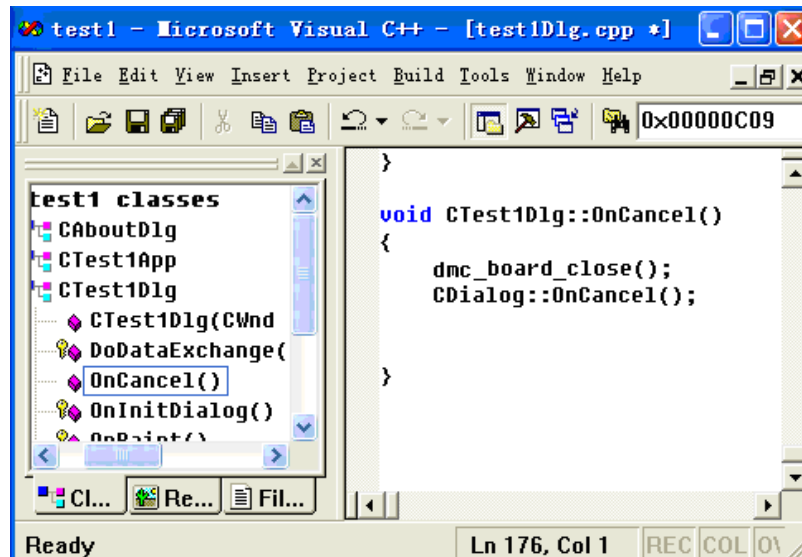 test1 - Microsoft Visual C++ - [test1Dlg.cpp *]
File Edit View Insert Project Build Tools Window Help
0x00000C09
test1 classes
CAboutDlg
CTest1App
CTest1Dlg
CTest1Dlg(CWnd
DoDataExchange(
OnCancel()
OnInitDialog()
OnPaint()
Cl... Re... Fil...
}
void CTest1Dlg::OnCancel()
{
dmc_board_close();
CDialog::OnCancel();
}
Ready
Ln 176, Col 1 REC COL